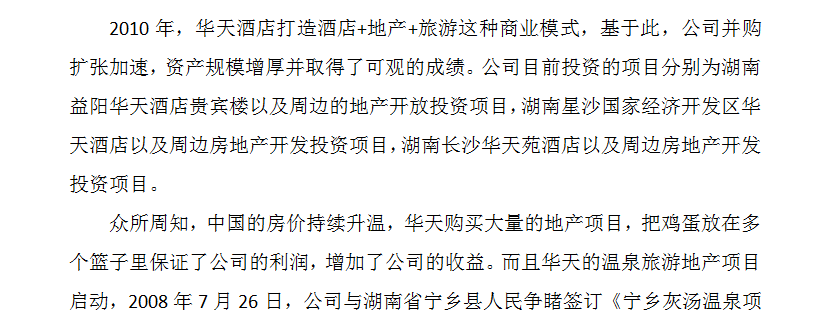 2010 年，华天酒店打造酒店+地产+旅游这种商业模式，基于此，公司并购
扩张加速，资产规模增厚并取得了可观的成绩。公司目前投资的项目分别为湖南
益阳华天酒店贵宾楼以及周边的地产开放投资项目，湖南星沙国家经济开发区华
天酒店以及周边房地产开发投资项目，湖南长沙华天苑酒店以及周边房地产开发
投资项目。
众所周知，中国的房价持续升温，华天购买大量的地产项目，把鸡蛋放在多
个篮子里保证了公司的利润，增加了公司的收益。而且华天的温泉旅游地产项目
启动，2008 年 7 月 26 日，公司与湖南省宁乡县人民争睹签订《宁乡灰汤温泉项